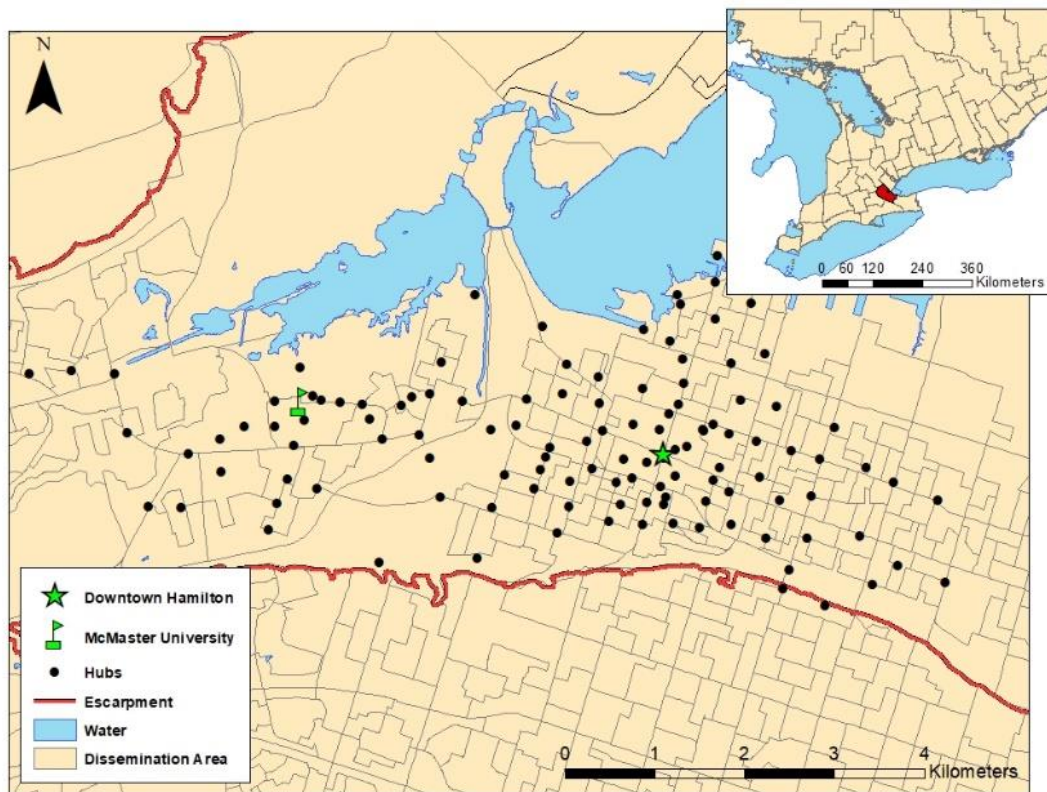 N
0 60 120 240 360
Kilometers
Downtown Hamilton
McMaster University
Hubs
Escarpment
Water
Dissemination Area
0 1 2 3 4
Kilometers